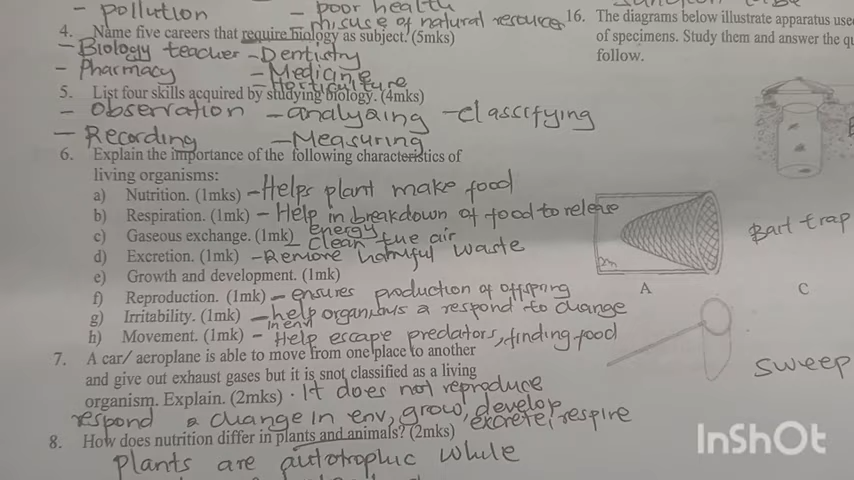 - pollution - poor health
- misuse of natural resources
4. Name five careers that require biology as subject. (5mks)
- Biology teacher - Dentistry
- Pharmacy - Medicine
- Horticulture
5. List four skills acquired by studying biology. (4mks)
- observation - analyzing - classifying
- Recording - Measuring
6. Explain the importance of the following characteristics of
living organisms:
a) Nutrition. (1mks) - Helps plant make food
b) Respiration. (1mk) - Help in breakdown of food to release
energy
c) Gaseous exchange. (1mk) - clean the air
d) Excretion. (1mk) - Remove harmful waste
e) Growth and development. (1mk)
f) Reproduction. (1mk) - ensures production of offspring
g) Irritability. (1mk) - help organisms a respond to change
in env
h) Movement. (1mk) - Help escape predators, finding food
7. A car/ aeroplane is able to move from one place to another
and give out exhaust gases but it is snot classified as a living
organism. Explain. (2mks) . It does not reproduce
respond a change in env, grow, develop
excrete, respire
8. How does nutrition differ in plants and animals? (2mks)
plants are autotrophic while
16. The diagrams below illustrate apparatus use
of specimens. Study them and answer the qu
follow.
Bait trap
A
C
sweep
InShOt